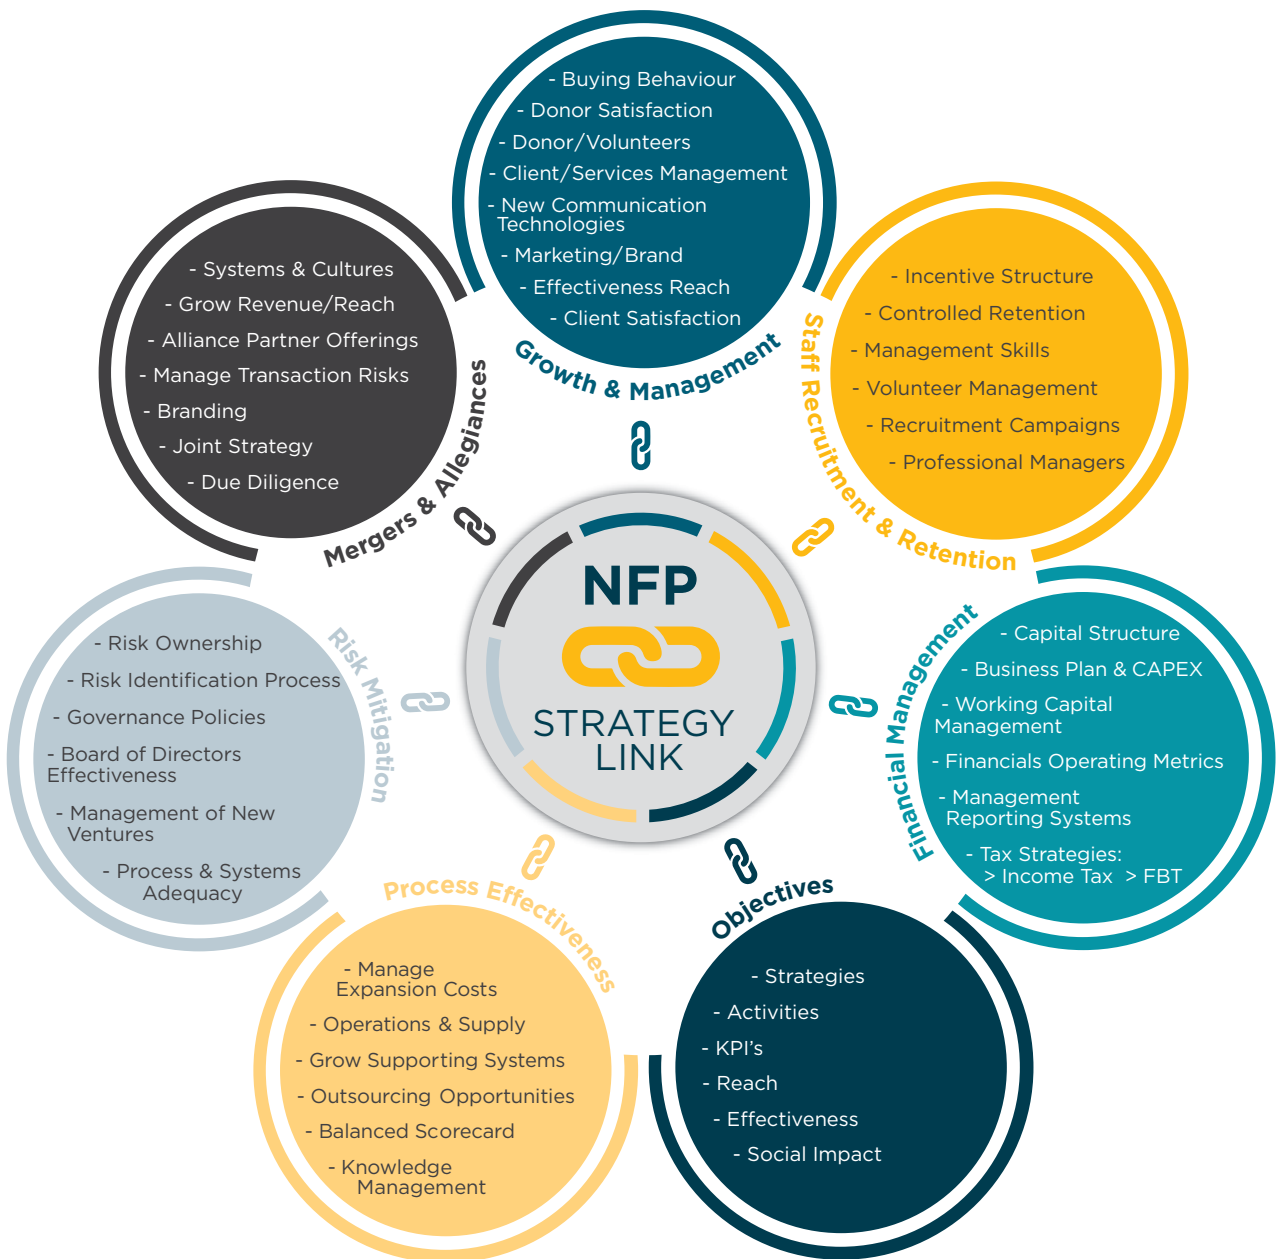 - Buying Behaviour
- Donor Satisfaction
- Donor/Volunteers
- Client/Services Management
- New Communication
Technologies
- Marketing/Brand
- Effectiveness Reach
- Client Satisfaction
Growth & Management
- Incentive Structure
- Controlled Retention
- Management Skills
- Volunteer Management
- Recruitment Campaigns
- Professional Managers
Staff Recruitment & Retention
- Capital Structure
- Business Plan & CAPEX
- Working Capital
Management
- Financials Operating Metrics
- Management
Reporting Systems
- Tax Strategies:
> Income Tax > FBT
Financial Management
- Strategies
- Activities
- KPI's
- Reach
- Effectiveness
- Social Impact
Objectives
- Manage
Expansion Costs
- Operations & Supply
- Grow Supporting Systems
- Outsourcing Opportunities
- Balanced Scorecard
- Knowledge
Management
Process Effectiveness
- Risk Ownership
- Risk Identification Process
- Governance Policies
- Board of Directors
Effectiveness
- Management of New
Ventures
- Process & Systems
Adequacy
Risk Mitigation
- Systems & Cultures
- Grow Revenue/Reach
- Alliance Partner Offerings
- Manage Transaction Risks
- Branding
- Joint Strategy
- Due Diligence
Mergers & Allegiances
NFP
STRATEGY
LINK